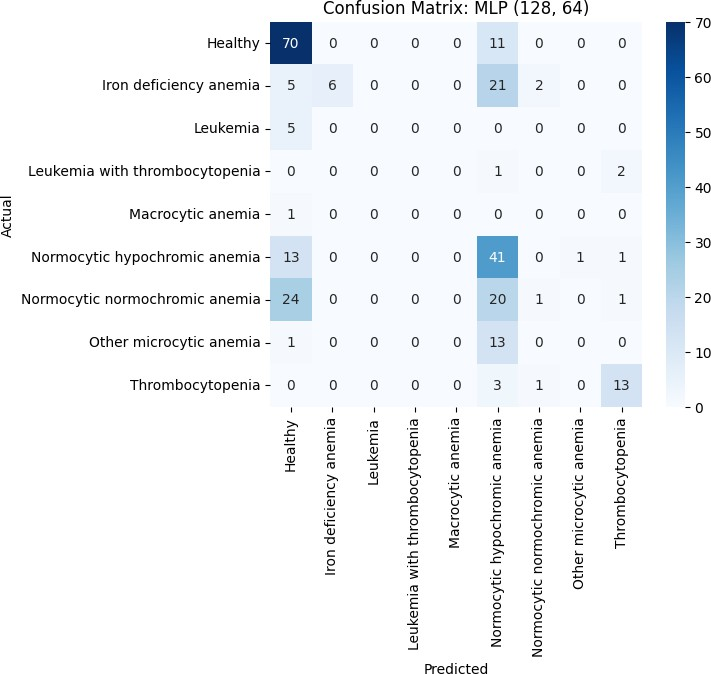 Confusion Matrix: MLP (128, 64)
Healthy 70 0 0 0 0 11 0 0 0
Iron deficiency anemia 5 6 0 0 0 21 2 0 0
Leukemia 5 0 0 0 0 0 0 0 0
Leukemia with thrombocytopenia 0 0 0 0 0 1 0 0 2
Macrocytic anemia 1 0 0 0 0 0 0 0 0
Normocytic hypochromic anemia 13 0 0 0 0 41 0 1 1
Normocytic normochromic anemia 24 0 0 0 0 20 1 0 1
Other microcytic anemia 1 0 0 0 0 13 0 0 0
Thrombocytopenia 0 0 0 0 0 3 1 0 13
Actual
Healthy
Iron deficiency anemia
Leukemia
Leukemia with thrombocytopenia
Macrocytic anemia
Normocytic hypochromic anemia
Normocytic normochromic anemia
Other microcytic anemia
Thrombocytopenia
Predicted
70
60
50
40
30
20
10
0